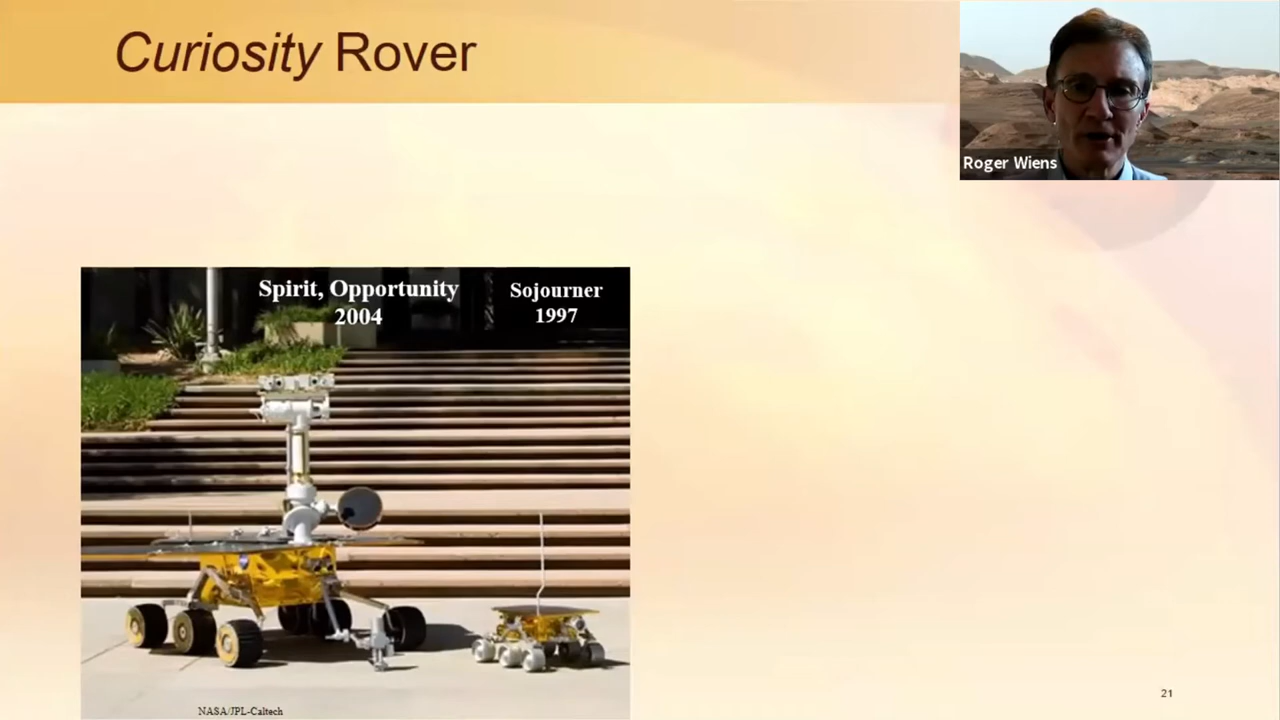 Curiosity Rover
Roger Wiens
Spirit, Opportunity
2004
Sojourner
1997
NASA/JPL-Caltech
21